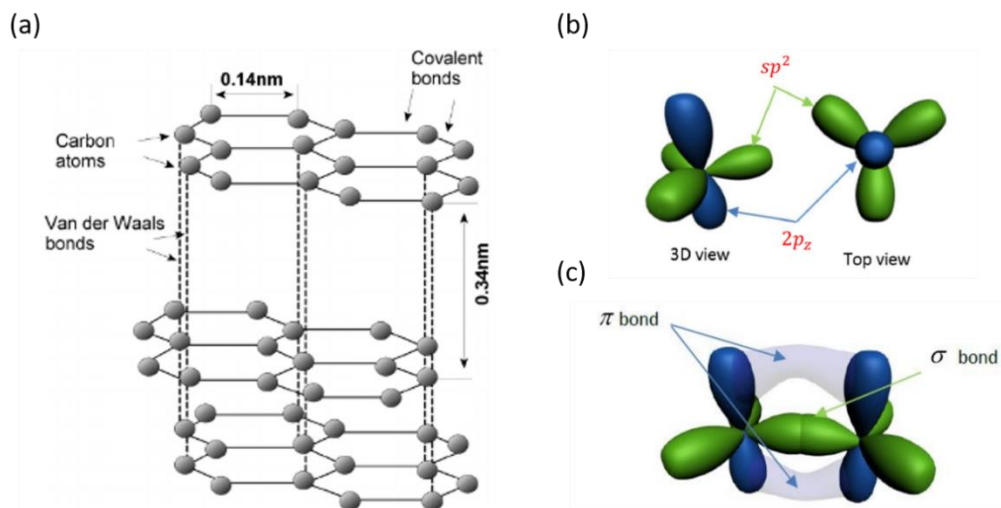 (a)
0.14nm
Covalent
bonds
Carbon
atoms
Van der Waals
bonds
0.34nm
(b)
sp²
2p_z
3D view
Top view
(c)
π bond
σ bond